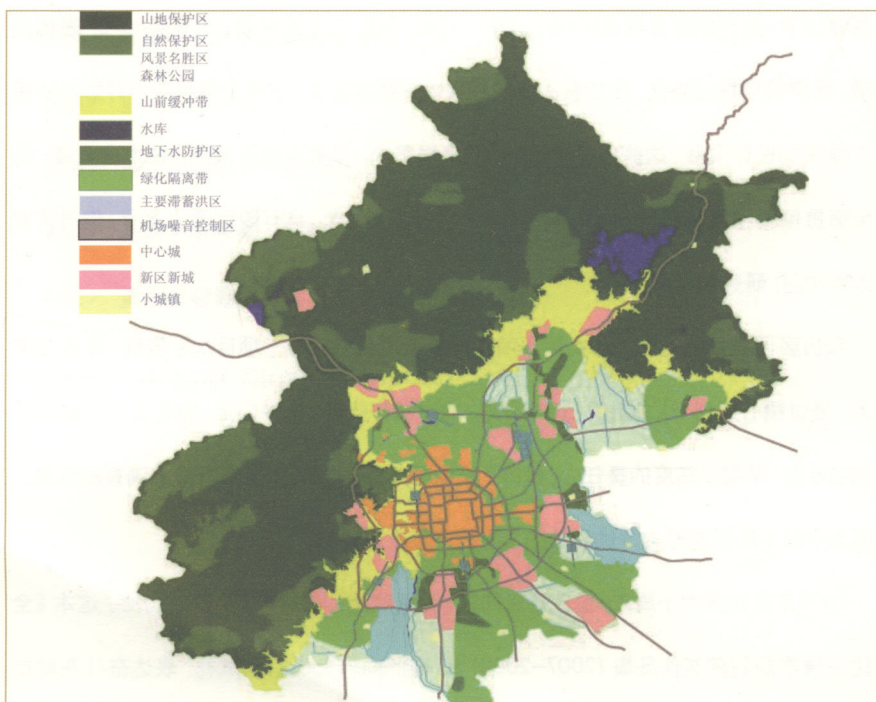 山地保护区
自然保护区
风景名胜区
森林公园
山前缓冲带
水库
地下水防护区
绿化隔离带
主要滞蓄洪区
机场噪音控制区
中心城
新区新城
小城镇